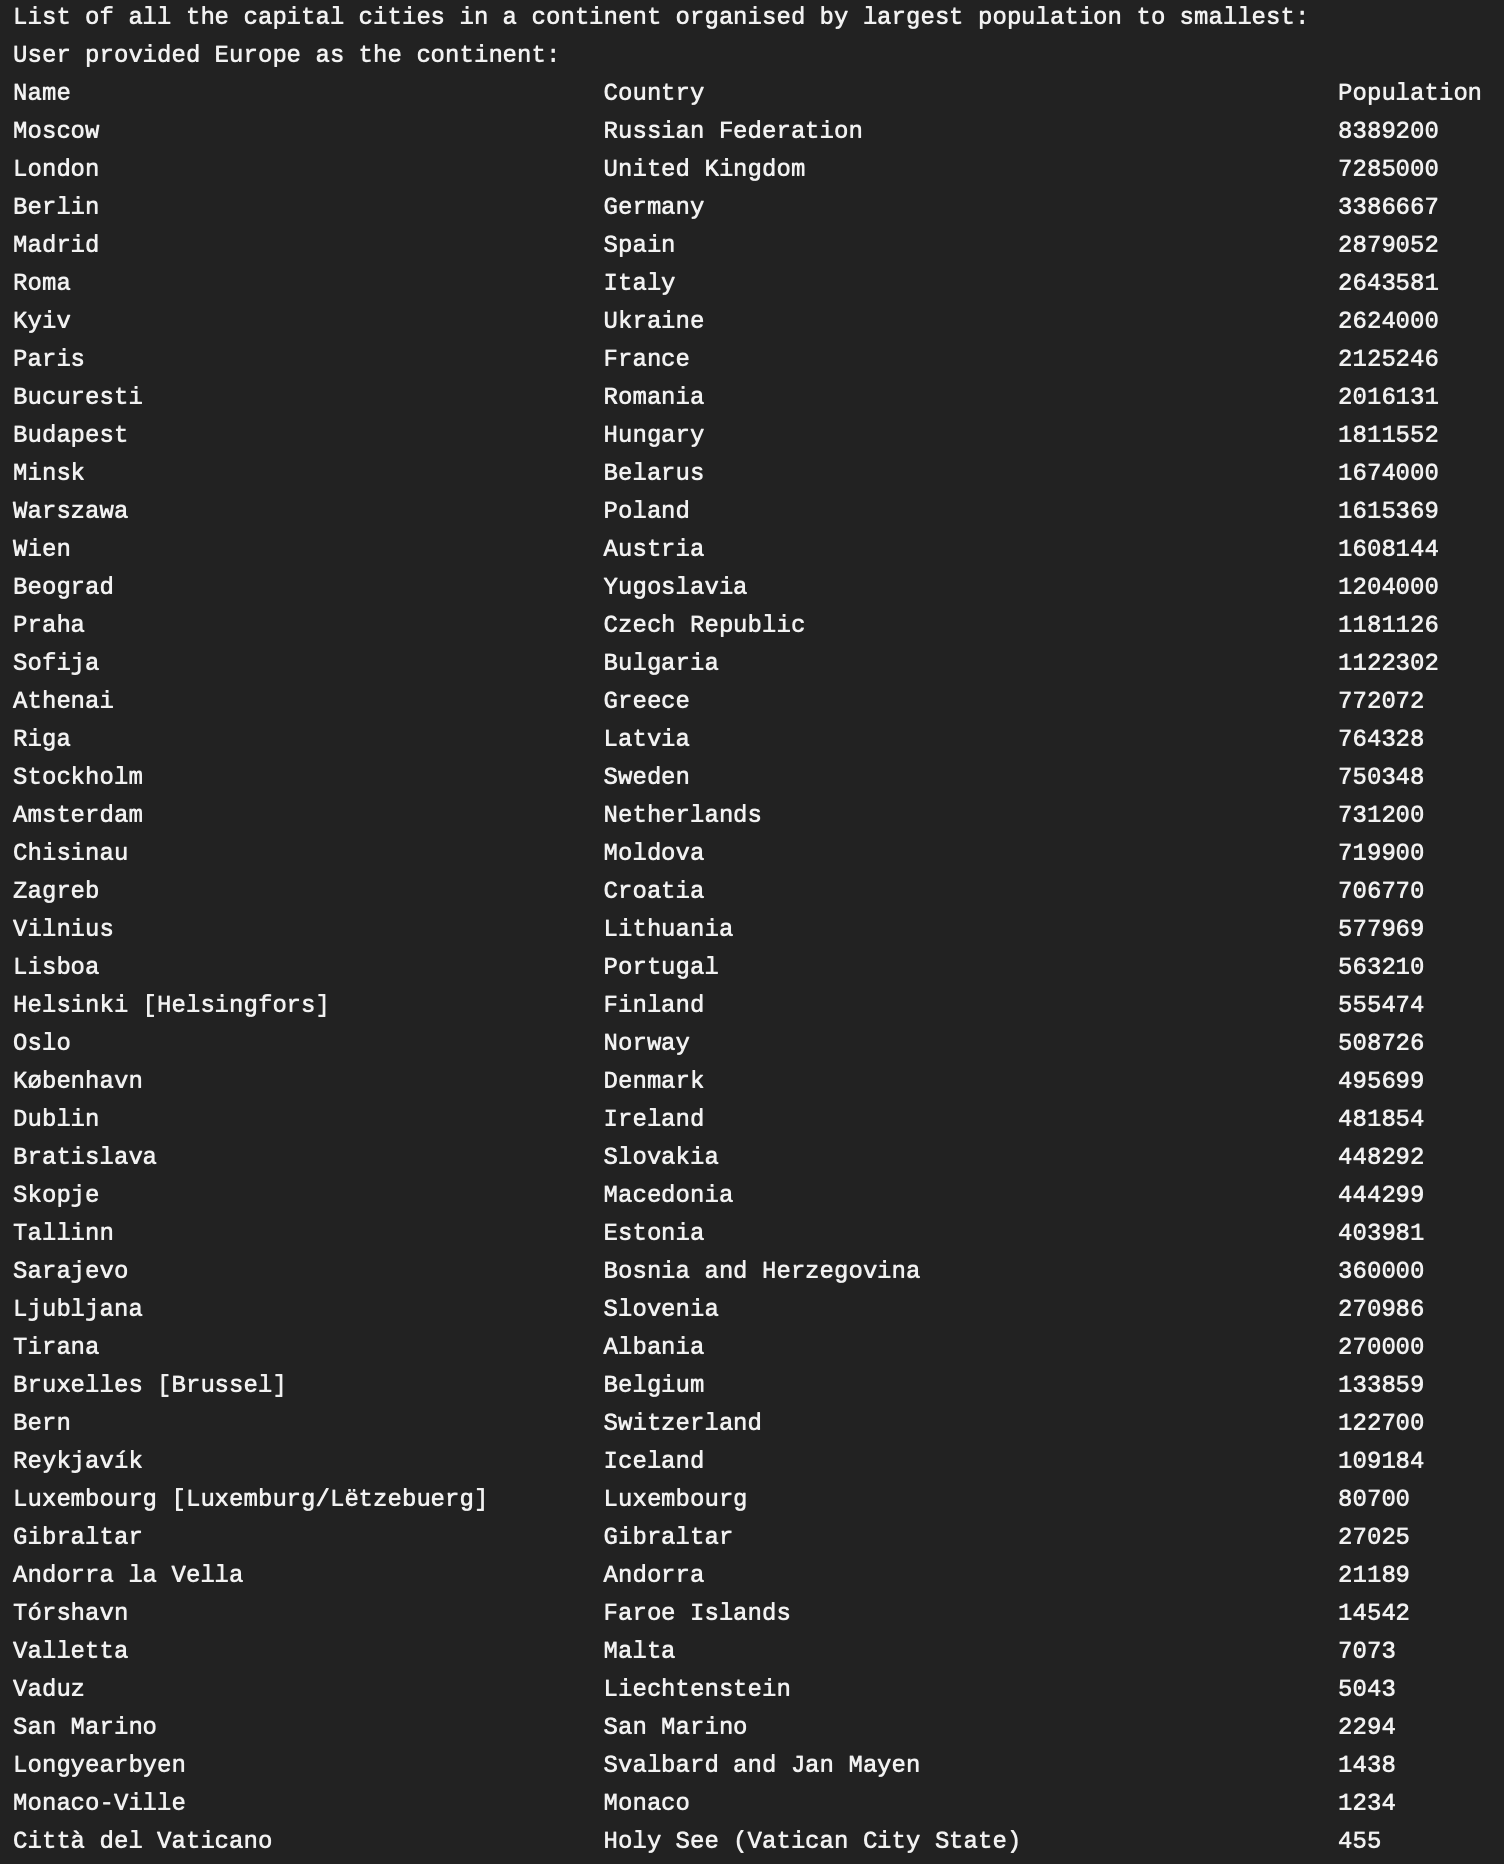 List of all the capital cities in a continent organised by largest population to smallest:
User provided Europe as the continent:
Name Country Population
Moscow Russian Federation 8389200
London United Kingdom 7285000
Berlin Germany 3386667
Madrid Spain 2879052
Roma Italy 2643581
Kyiv Ukraine 2624000
Paris France 2125246
Bucuresti Romania 2016131
Budapest Hungary 1811552
Minsk Belarus 1674000
Warszawa Poland 1615369
Wien Austria 1608144
Beograd Yugoslavia 1204000
Praha Czech Republic 1181126
Sofija Bulgaria 1122302
Athenai Greece 772072
Riga Latvia 764328
Stockholm Sweden 750348
Amsterdam Netherlands 731200
Chisinau Moldova 719900
Zagreb Croatia 706770
Vilnius Lithuania 577969
Lisboa Portugal 563210
Helsinki [Helsingfors] Finland 555474
Oslo Norway 508726
København Denmark 495699
Dublin Ireland 481854
Bratislava Slovakia 448292
Skopje Macedonia 444299
Tallinn Estonia 403981
Sarajevo Bosnia and Herzegovina 360000
Ljubljana Slovenia 270986
Tirana Albania 270000
Bruxelles [Brussel] Belgium 133859
Bern Switzerland 122700
Reykjavík Iceland 109184
Luxembourg [Luxemburg/Lëtzebuerg] Luxembourg 80700
Gibraltar Gibraltar 27025
Andorra la Vella Andorra 21189
Tórshavn Faroe Islands 14542
Valletta Malta 7073
Vaduz Liechtenstein 5043
San Marino San Marino 2294
Longyearbyen Svalbard and Jan Mayen 1438
Monaco-Ville Monaco 1234
Città del Vaticano Holy See (Vatican City State) 455